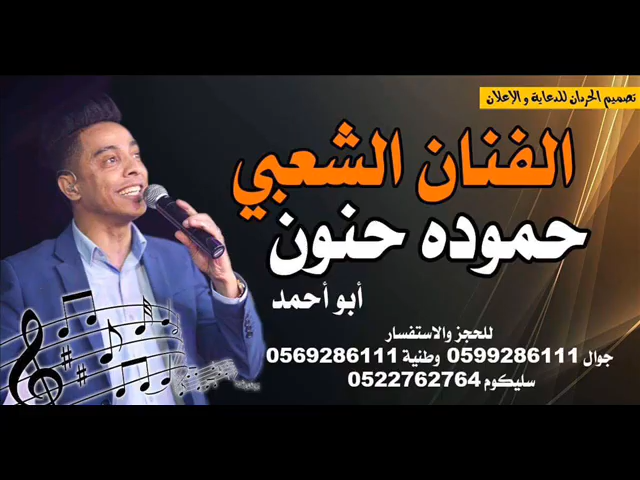 تصميم الحرمان للدعاية و الإعلان
الفنان الشعبي
حموده حنون
أبو أحمد
للحجز والاستفسار
جوال 0599286111 وطنية 0569286111
سليكوم 0522762764